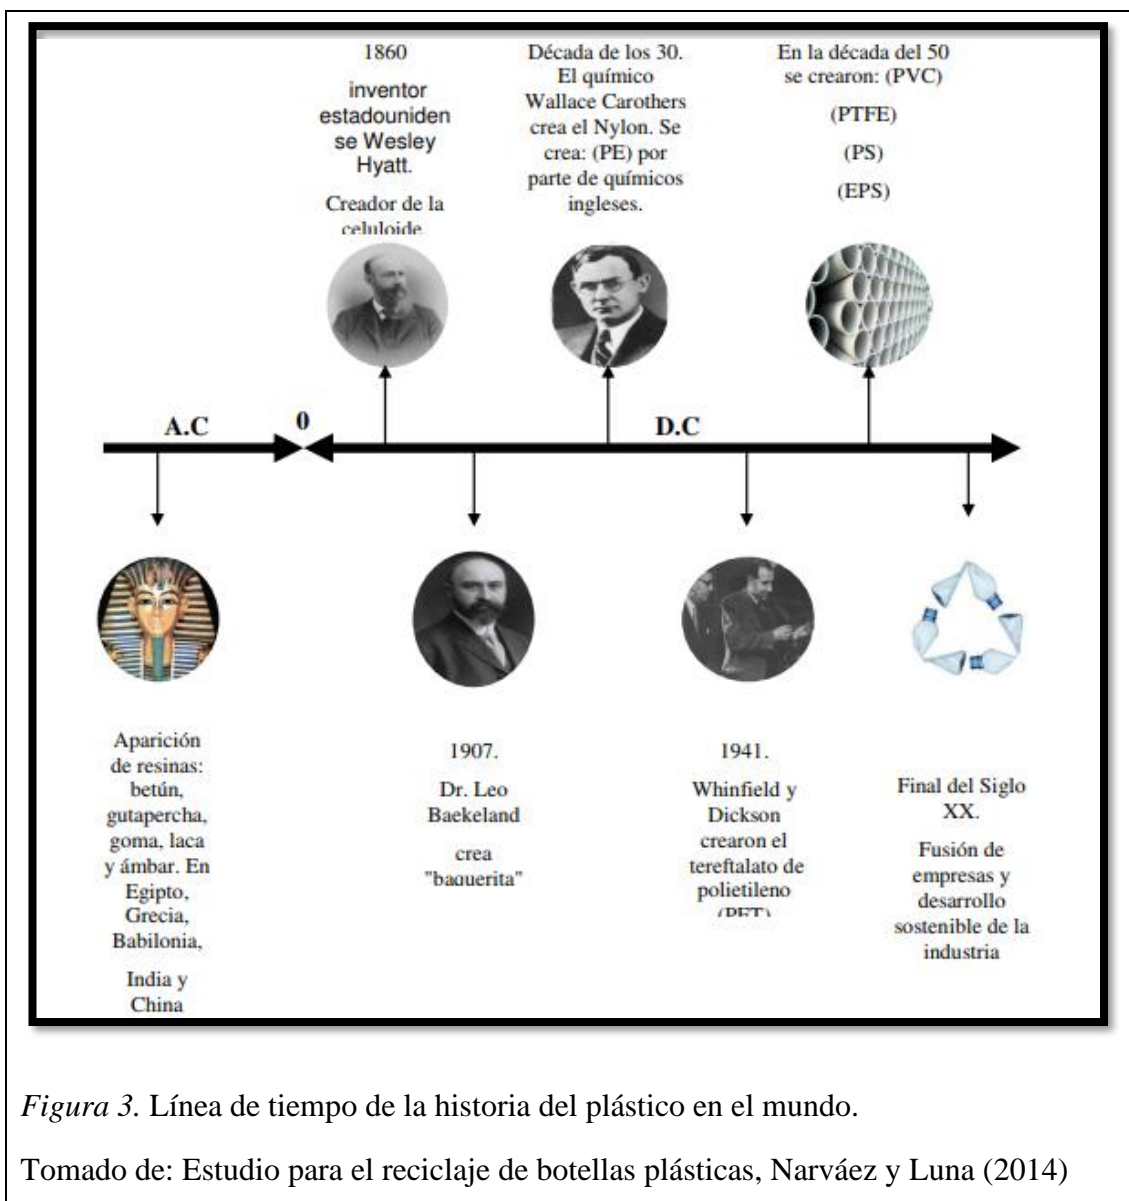 1860
inventor
estadouniden
se Wesley
Hyatt.
Creador de la
celuloide
Década de los 30.
El químico
Wallace Carothers
crea el Nylon. Se
crea: (PE) por
parte de químicos
ingleses.
En la década del 50
se crearon: (PVC)
(PTFE)
(PS)
(EPS)
A.C
0
D.C
Aparición
de resinas:
betún,
gutapercha,
goma, laca
y ámbar. En
Egipto,
Grecia,
Babilonia,
India y
China
1907.
Dr. Leo
Baekeland
crea
"baquerita"
1941.
Whinfield y
Dickson
crearon el
tereftalato de
polietileno
(PET)
Final del Siglo
XX.
Fusión de
empresas y
desarrollo
sostenible de la
industria
Figura 3. Línea de tiempo de la historia del plástico en el mundo.
Tomado de: Estudio para el reciclaje de botellas plásticas, Narváez y Luna (2014)